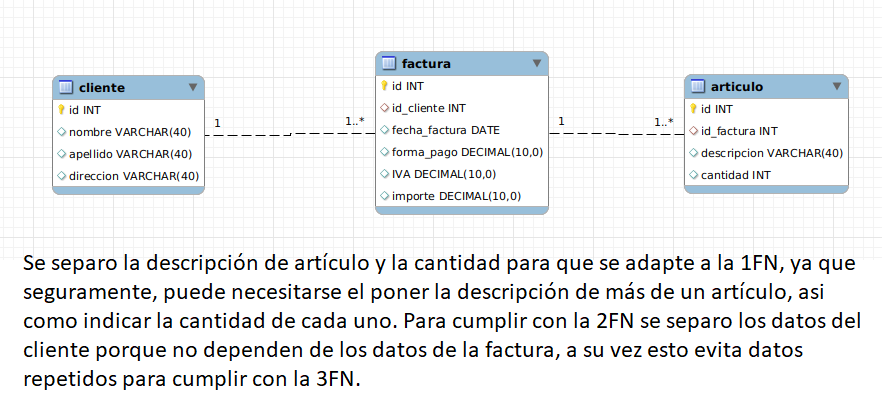 cliente
id INT
nombre VARCHAR(40)
apellido VARCHAR(40)
direccion VARCHAR(40)
1
1..*
factura
id INT
id_cliente INT
fecha_factura DATE
forma_pago DECIMAL(10,0)
IVA DECIMAL(10,0)
importe DECIMAL(10,0)
1
1..*
articulo
id INT
id_factura INT
descripcion VARCHAR(40)
cantidad INT
Se separo la descripción de artículo y la cantidad para que se adapte a la 1FN, ya que
seguramente, puede necesitarse el poner la descripción de más de un artículo, asi
como indicar la cantidad de cada uno. Para cumplir con la 2FN se separo los datos del
cliente porque no dependen de los datos de la factura, a su vez esto evita datos
repetidos para cumplir con la 3FN.